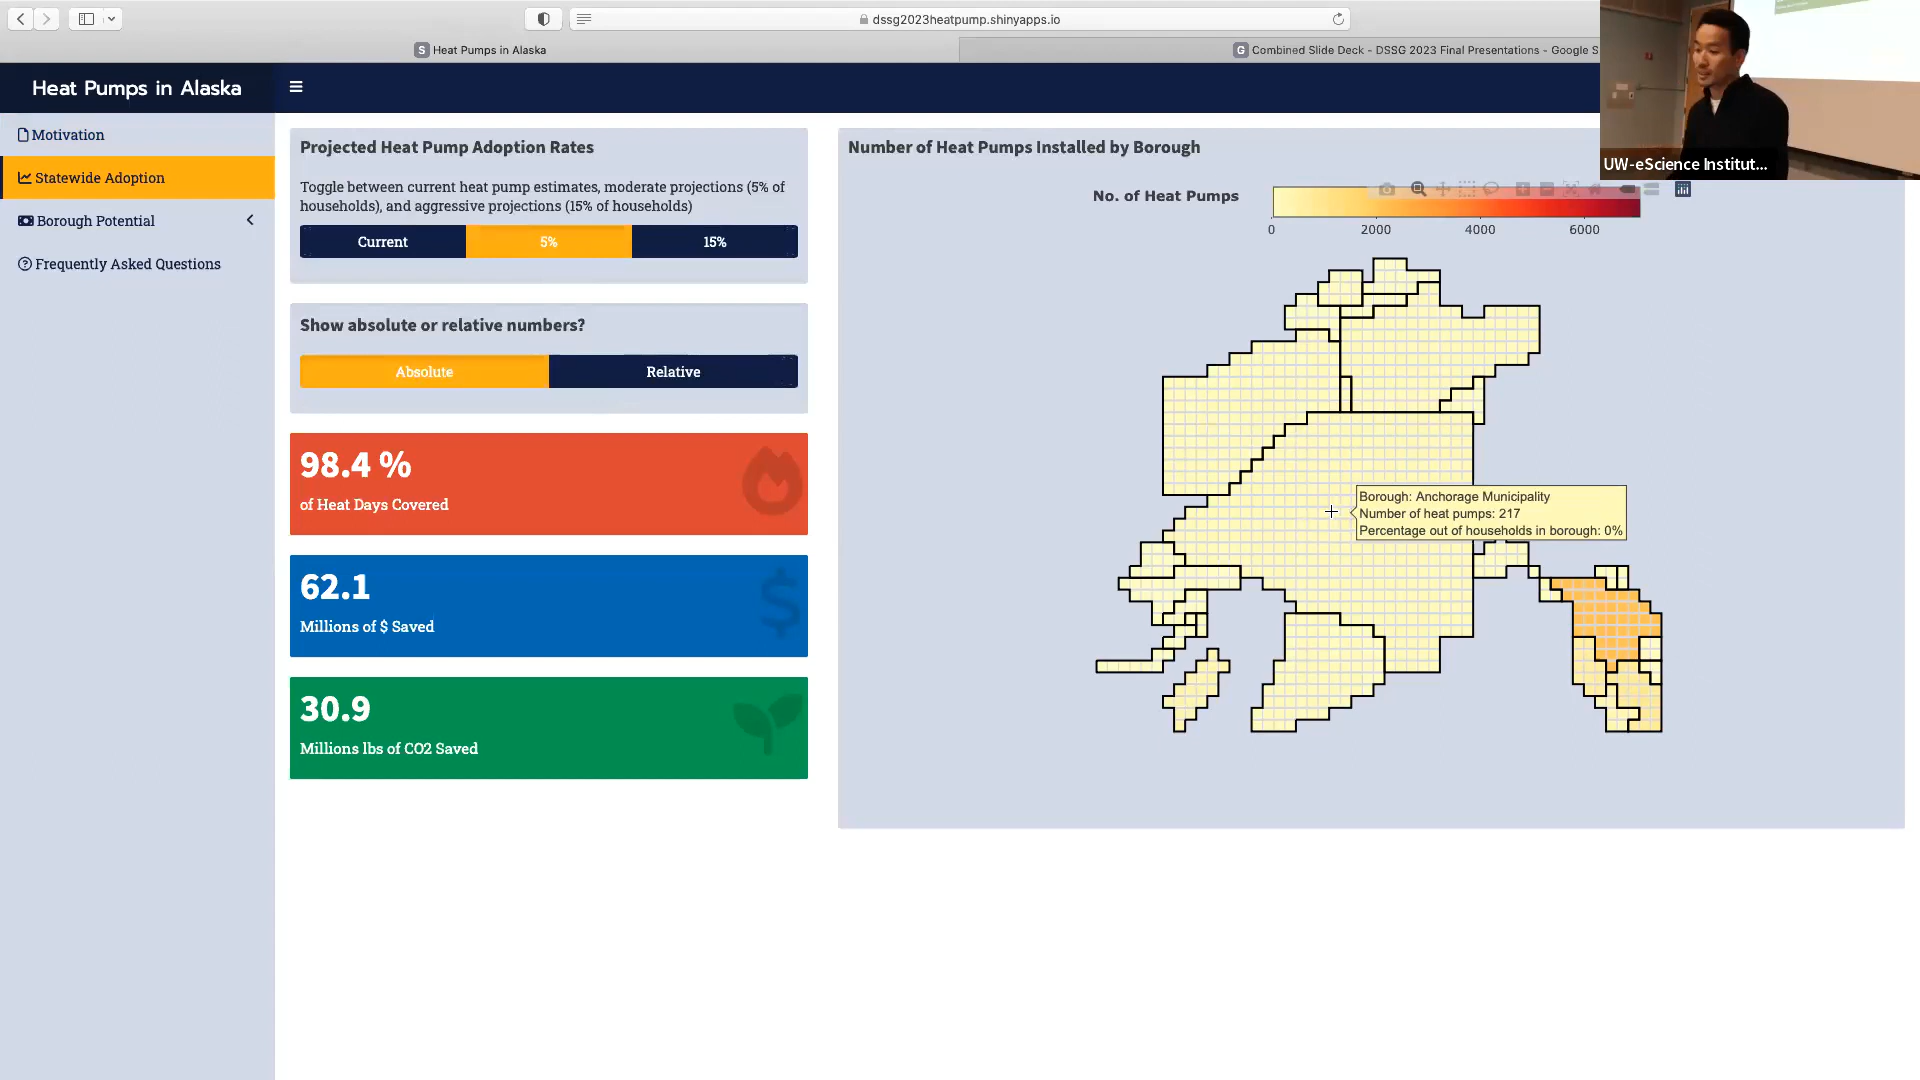 dssg2023heatpump.shinyapps.io
S Heat Pumps in Alaska
G Combined Slide Deck - DSSG 2023 Final Presentations - Google S
Heat Pumps in Alaska
UW-eScience Institut...
Motivation
Statewide Adoption
Borough Potential
Frequently Asked Questions
Projected Heat Pump Adoption Rates
Toggle between current heat pump estimates, moderate projections (5% of
households), and aggressive projections (15% of households)
Current 5% 15%
Show absolute or relative numbers?
Absolute Relative
98.4 %
of Heat Days Covered
62.1
Millions of $ Saved
30.9
Millions lbs of CO2 Saved
Number of Heat Pumps Installed by Borough
No. of Heat Pumps
0 2000 4000 6000
Borough: Anchorage Municipality
Number of heat pumps: 217
Percentage out of households in borough: 0%